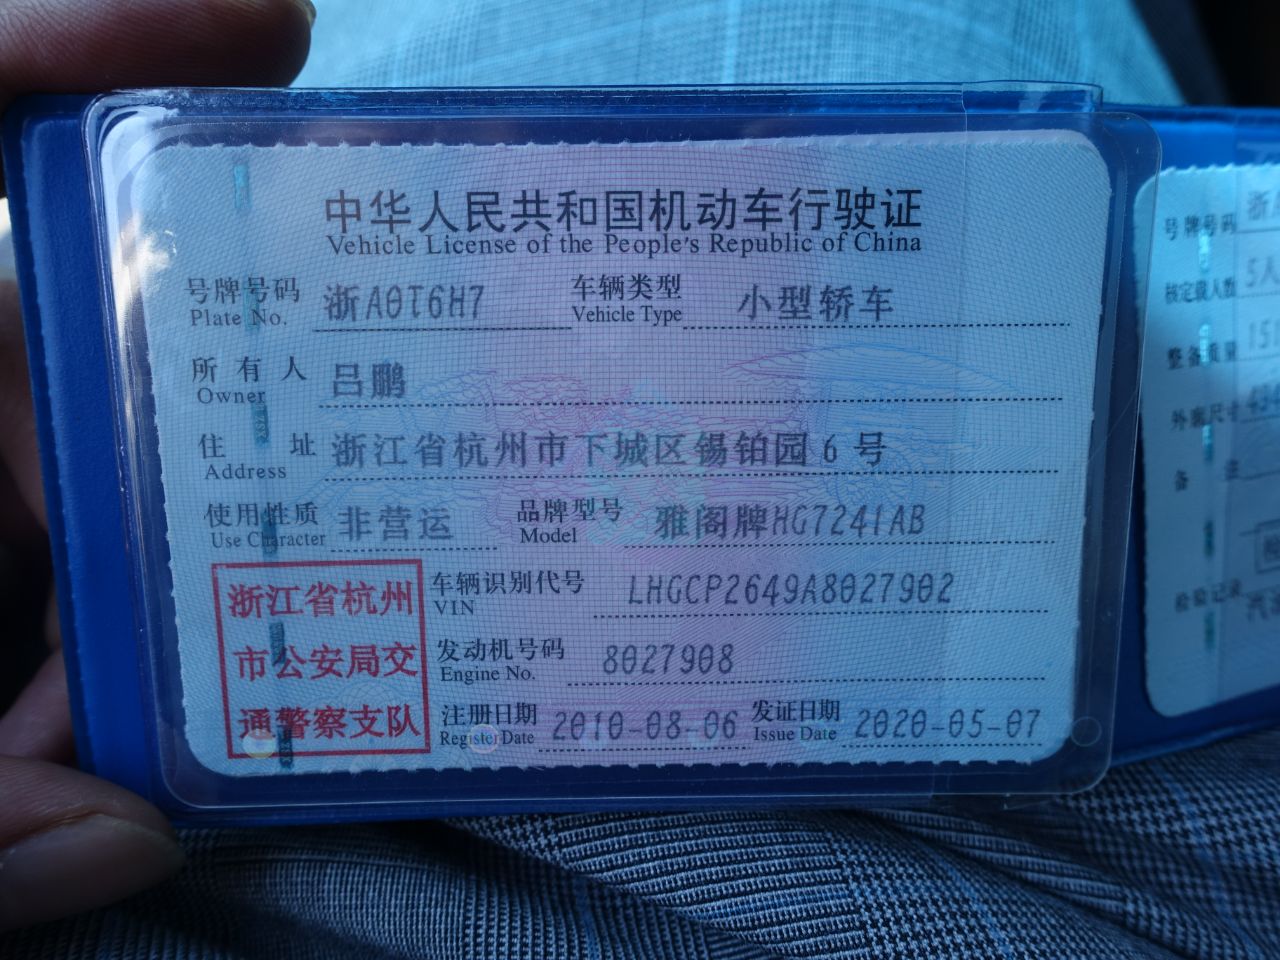 中华人民共和国机动车行驶证
Vehicle License of the People's Republic of China
号牌号码 浙A0T6H7 车辆类型 小型轿车
Plate No. Vehicle Type
所有人 吕鹏
Owner
住址 浙江省杭州市下城区锡铂园6号
Address
使用性质 非营运 品牌型号 雅阁牌HG7241AB
Use Character Model
浙江省杭州
市公安局交
通警察支队
车辆识别代号 LHGCP2649A8027902
VIN
发动机号码 8027908
Engine No.
注册日期 2010-08-06 发证日期 2020-05-07
Register Date Issue Date
号牌号码 浙
核定载人数 5人
整备质量 151
外廓尺寸
备注
检验记录